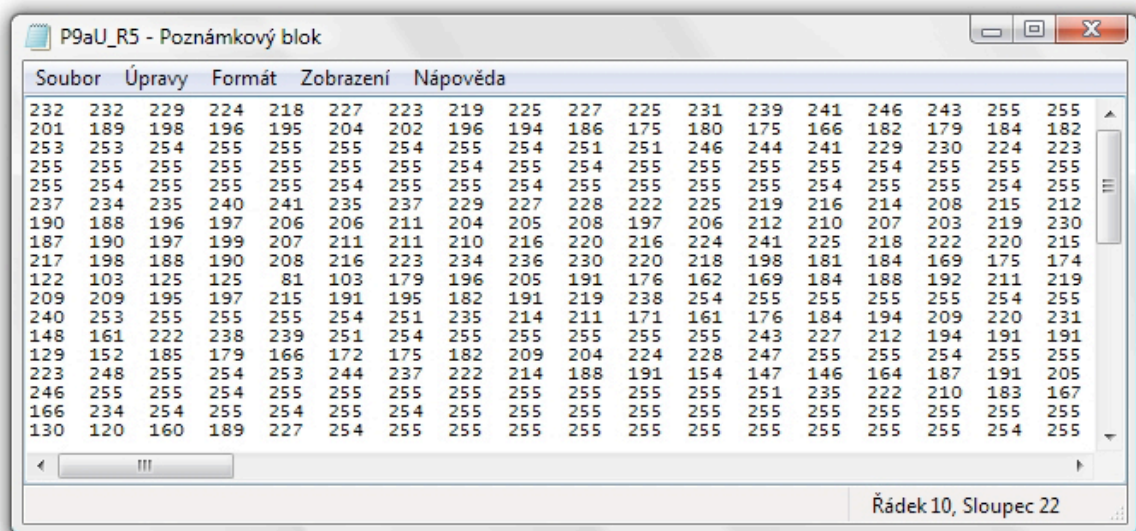 P9aU_R5 - Poznámkový blok
Soubor Úpravy Formát Zobrazení Nápověda
232 232 229 224 218 227 223 219 225 227 225 231 239 241 246 243 255 255
201 189 198 196 195 204 202 196 194 186 175 180 175 166 182 179 184 182
253 253 254 255 255 255 254 255 254 251 251 246 244 241 229 230 224 223
255 255 255 255 255 255 255 254 255 254 255 255 255 255 254 255 255 255
255 254 255 255 255 254 255 255 254 255 255 255 255 254 255 255 254 255
237 234 235 240 241 235 237 229 227 228 222 225 219 216 214 208 215 212
190 188 196 197 206 206 211 204 205 208 197 206 212 210 207 203 219 230
187 190 197 199 207 211 211 210 216 220 216 224 241 225 218 222 220 215
217 198 188 190 208 216 223 234 236 230 220 218 198 181 184 169 175 174
122 103 125 125 81 103 179 196 205 191 176 162 169 184 188 192 211 219
209 209 195 197 215 191 195 182 191 219 238 254 255 255 255 255 254 255
240 253 255 255 255 254 251 235 214 211 171 161 176 184 194 209 220 231
148 161 222 238 239 251 254 255 255 255 255 255 243 227 212 194 191 191
129 152 185 179 166 172 175 182 209 204 224 228 247 255 255 254 255 255
223 248 255 254 253 244 237 222 214 188 191 154 147 146 164 187 191 205
246 255 255 254 255 255 255 255 255 255 255 255 251 235 222 210 183 167
166 234 254 255 254 255 254 255 255 255 255 255 255 255 255 255 255 255
130 120 160 189 227 254 255 255 255 255 255 255 255 255 255 255 254 255
Řádek 10, Sloupec 22